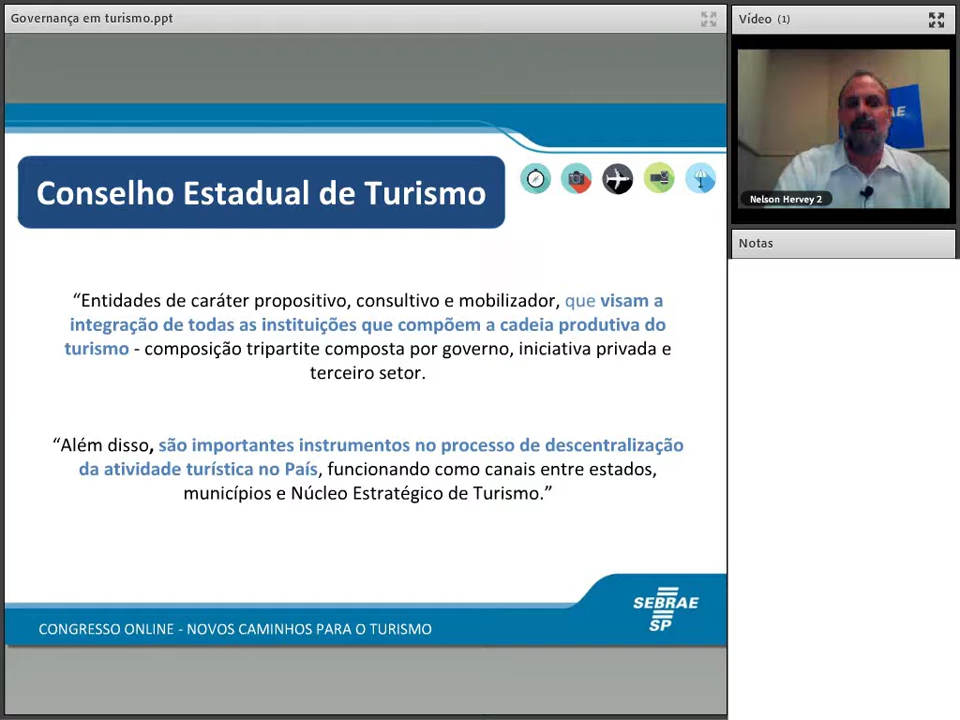 Governança em turismo.ppt
Vídeo (1)
Nelson Hervey 2
Notas
Conselho Estadual de Turismo
“Entidades de caráter propositivo, consultivo e mobilizador, que visam a
integração de todas as instituições que compõem a cadeia produtiva do
turismo - composição tripartite composta por governo, iniciativa privada e
terceiro setor.
“Além disso, são importantes instrumentos no processo de descentralização
da atividade turística no País, funcionando como canais entre estados,
municípios e Núcleo Estratégico de Turismo.”
CONGRESSO ONLINE - NOVOS CAMINHOS PARA O TURISMO
SEBRAE
SP